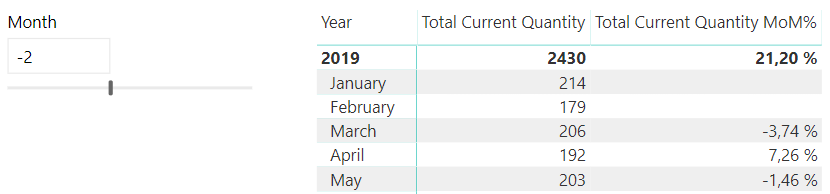 Month
-2
Year Total Current Quantity Total Current Quantity MoM%
2019 2430 21,20 %
January 214
February 179
March 206 -3,74 %
April 192 7,26 %
May 203 -1,46 %